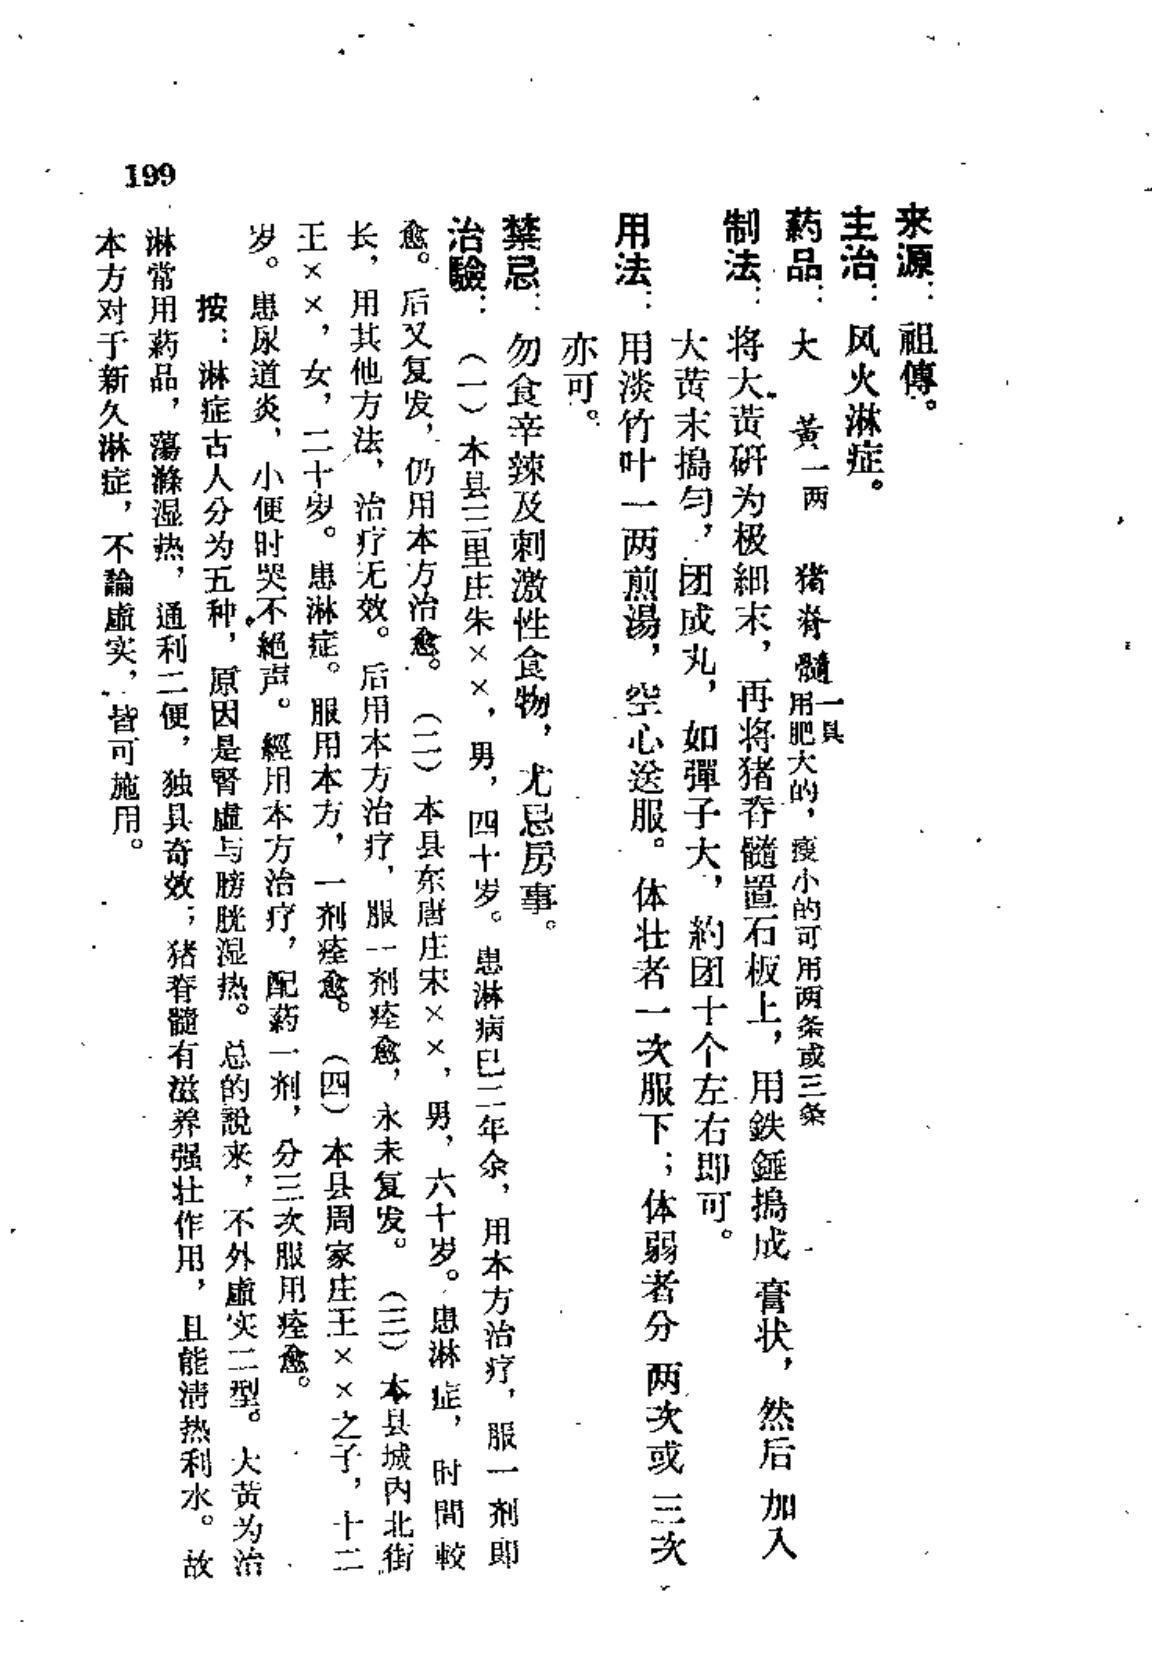 来源：祖傳。
主治：风火淋症。
药品：大 黃一两 猪脊髓一具用肥大的，瘦小的可用两条或三条
制法：将大黃研为极細末，再将猪脊髓置石板上，用鉄錘搗成膏状，然后加入
大黄末搗匀，团成丸，如彈子大，約团十个左右即可。
用法：用淡竹叶一两煎湯，空心送服。体壮者一次服下；体弱者分两次或三次
亦可。
禁忌：勿食辛辣及刺激性食物，尤忌房事。
治驗：（一）本县三里庄朱××，男，四十岁。患淋病已二年余，用本方治疗，服一剂即
愈。后又复发，仍用本方治愈。（二）本县东唐庄宋××，男，六十岁。患淋症，时間較
长，用其他方法，治疗无效。后用本方治疗，服一剂痊愈，永未复发。（三）本县城内北街
王××，女，二十岁。患淋症。服用本方，一剂痊愈。（四）本县周家庄王××之子，十二
岁。患尿道炎，小便时哭不絕声。經用本方治疗，配药一剂，分三次服用痊愈。
按：淋症古人分为五种，原因是腎虛与膀胱湿热。总的說来，不外虛实二型。大黄为治
淋常用药品，蕩滌湿热，通利二便，独具奇效；猪脊髓有滋养强壮作用，且能清热利水。故
本方对于新久淋症，不論虛实，皆可施用。
199